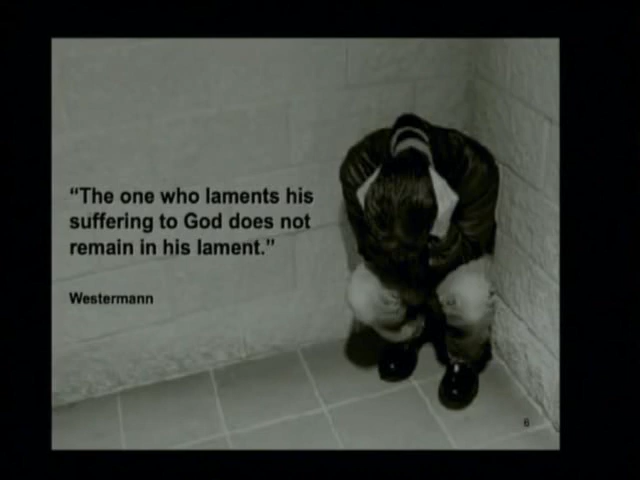 “The one who laments his
suffering to God does not
remain in his lament.”
Westermann
6